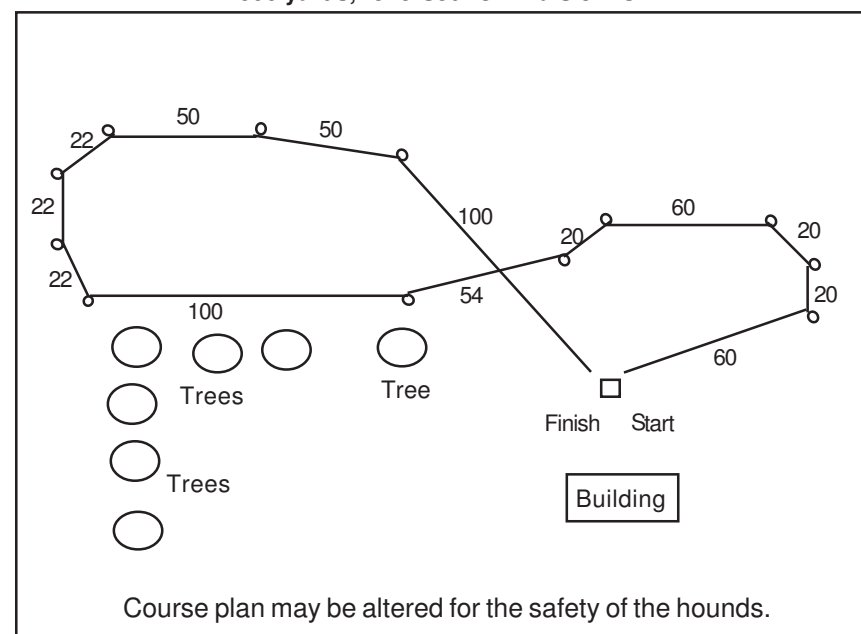 50
50
22
22
22
100
100
54
20
60
20
20
60
Trees
Tree
Trees
Finish
Start
Building
Course plan may be altered for the safety of the hounds.